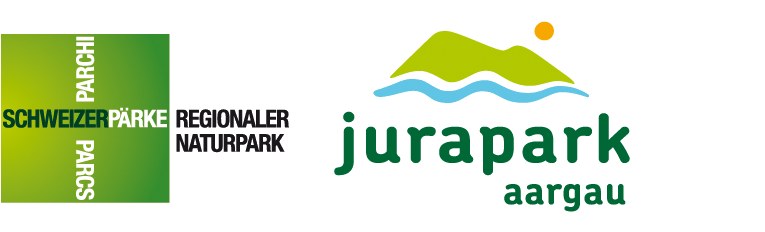 PARCHI
SCHWEIZERPÄRKE
PARCS
REGIONALER
NATURPARK
jurapark
aargau